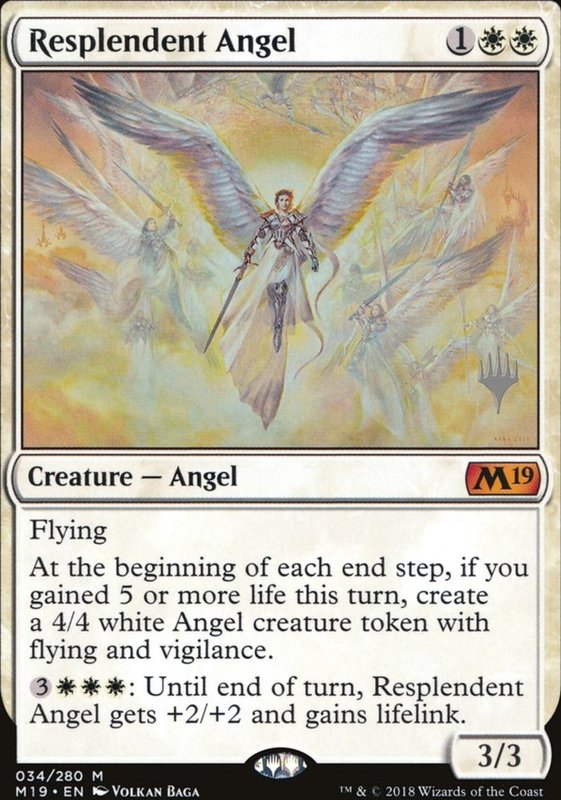 Resplendent Angel 1
Creature — Angel M19
Flying
At the beginning of each end step, if you
gained 5 or more life this turn, create
a 4/4 white Angel creature token with
flying and vigilance.
3: Until end of turn, Resplendent
Angel gets +2/+2 and gains lifelink.
3/3
034/280 M
M19 • EN VOLKAN BAGA ™ & © 2018 Wizards of the Coast